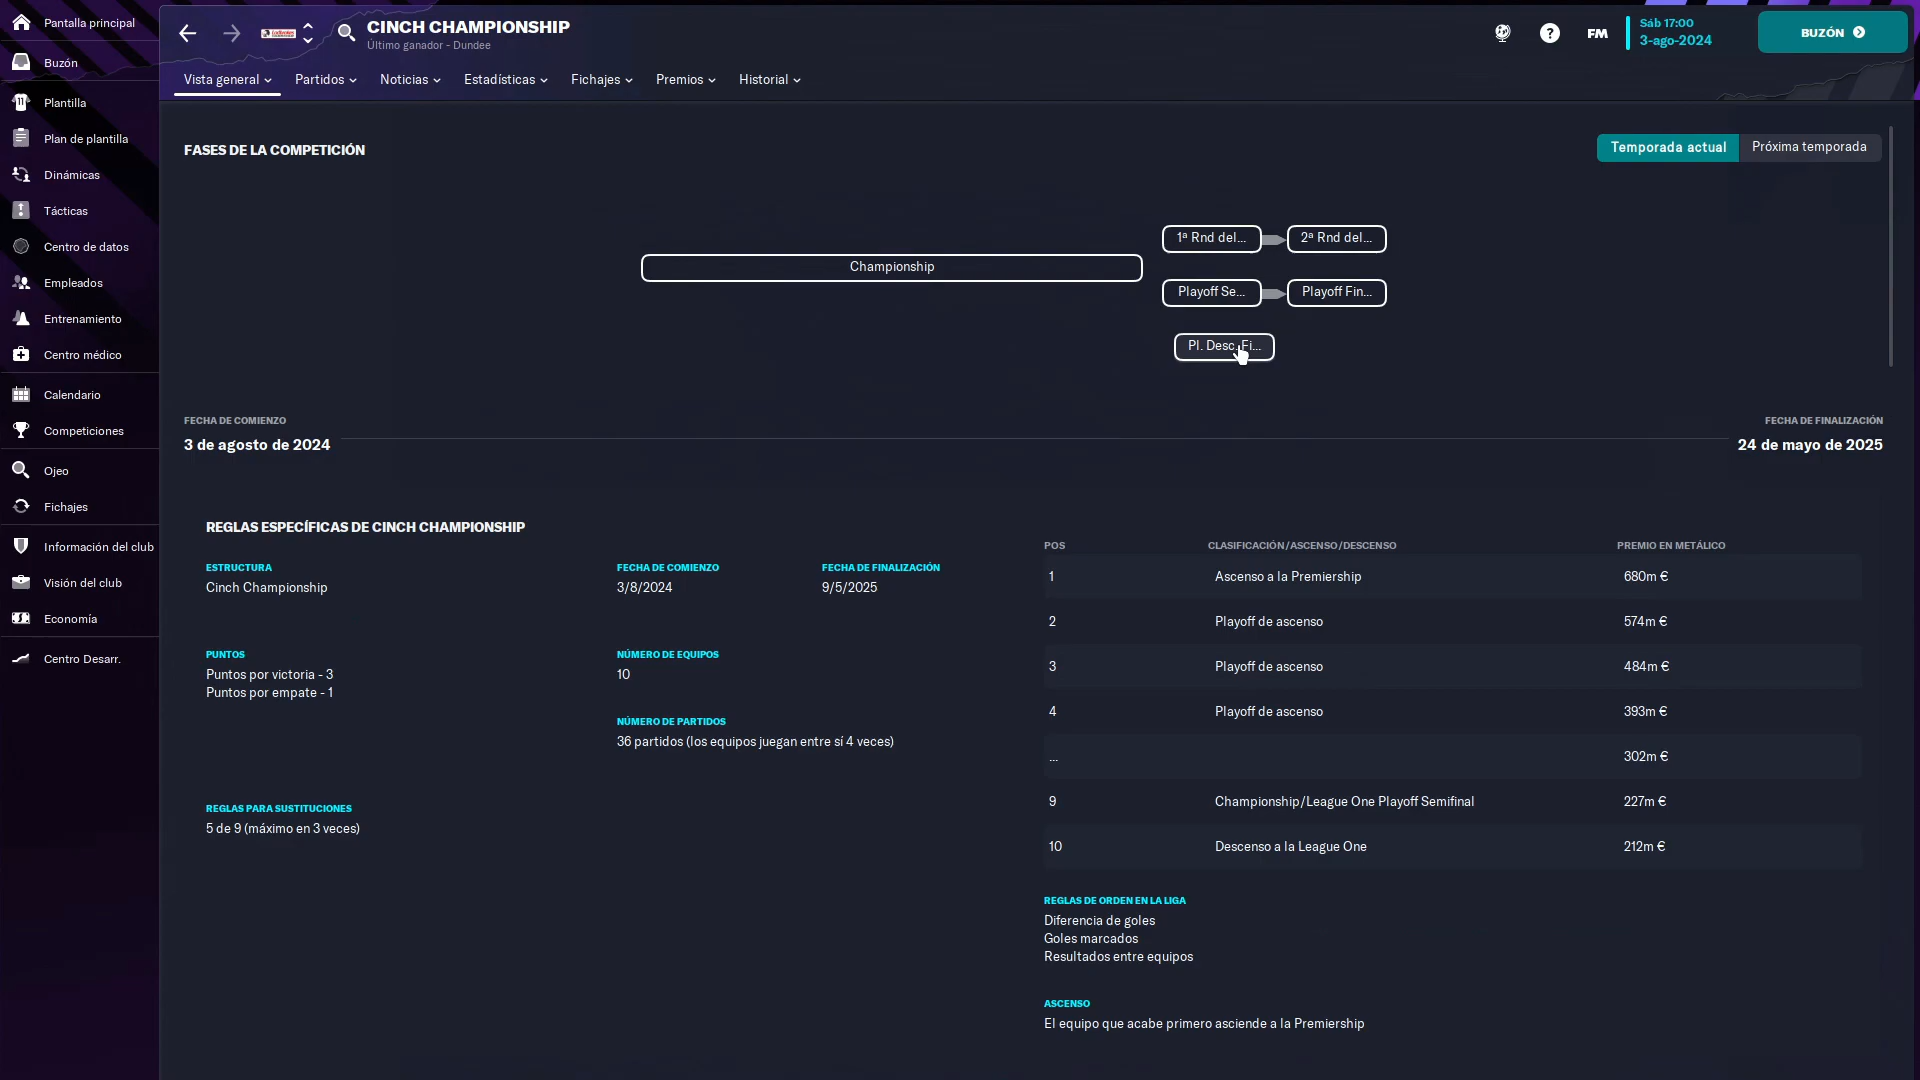 Pantalla principal
Buzón
Plantilla
Plan de plantilla
Dinámicas
Tácticas
Centro de datos
Empleados
Entrenamiento
Centro médico
Calendario
Competiciones
Ojeo
Fichajes
Información del club
Visión del club
Economía
Centro Desarr.
CINCH CHAMPIONSHIP
Último ganador - Dundee
?
FM
Sáb 17:00
3-ago-2024
BUZÓN
Vista general
Partidos
Noticias
Estadísticas
Fichajes
Premios
Historial
FASES DE LA COMPETICIÓN
Temporada actual
Próxima temporada
Championship
1ª Rnd del...
2ª Rnd del...
Playoff Se...
Playoff Fin...
Pl. Desc. Fi...
FECHA DE COMIENZO
3 de agosto de 2024
FECHA DE FINALIZACIÓN
24 de mayo de 2025
REGLAS ESPECÍFICAS DE CINCH CHAMPIONSHIP
ESTRUCTURA
Cinch Championship
FECHA DE COMIENZO
3/8/2024
FECHA DE FINALIZACIÓN
9/5/2025
PUNTOS
Puntos por victoria - 3
Puntos por empate - 1
NÚMERO DE EQUIPOS
10
NÚMERO DE PARTIDOS
36 partidos (los equipos juegan entre sí 4 veces)
REGLAS PARA SUSTITUCIONES
5 de 9 (máximo en 3 veces)
POS CLASIFICACIÓN/ASCENSO/DESCENSO PREMIO EN METÁLICO
1 Ascenso a la Premiership 680m €
2 Playoff de ascenso 574m €
3 Playoff de ascenso 484m €
4 Playoff de ascenso 393m €
... 302m €
9 Championship/League One Playoff Semifinal 227m €
10 Descenso a la League One 212m €
REGLAS DE ORDEN EN LA LIGA
Diferencia de goles
Goles marcados
Resultados entre equipos
ASCENSO
El equipo que acabe primero asciende a la Premiership